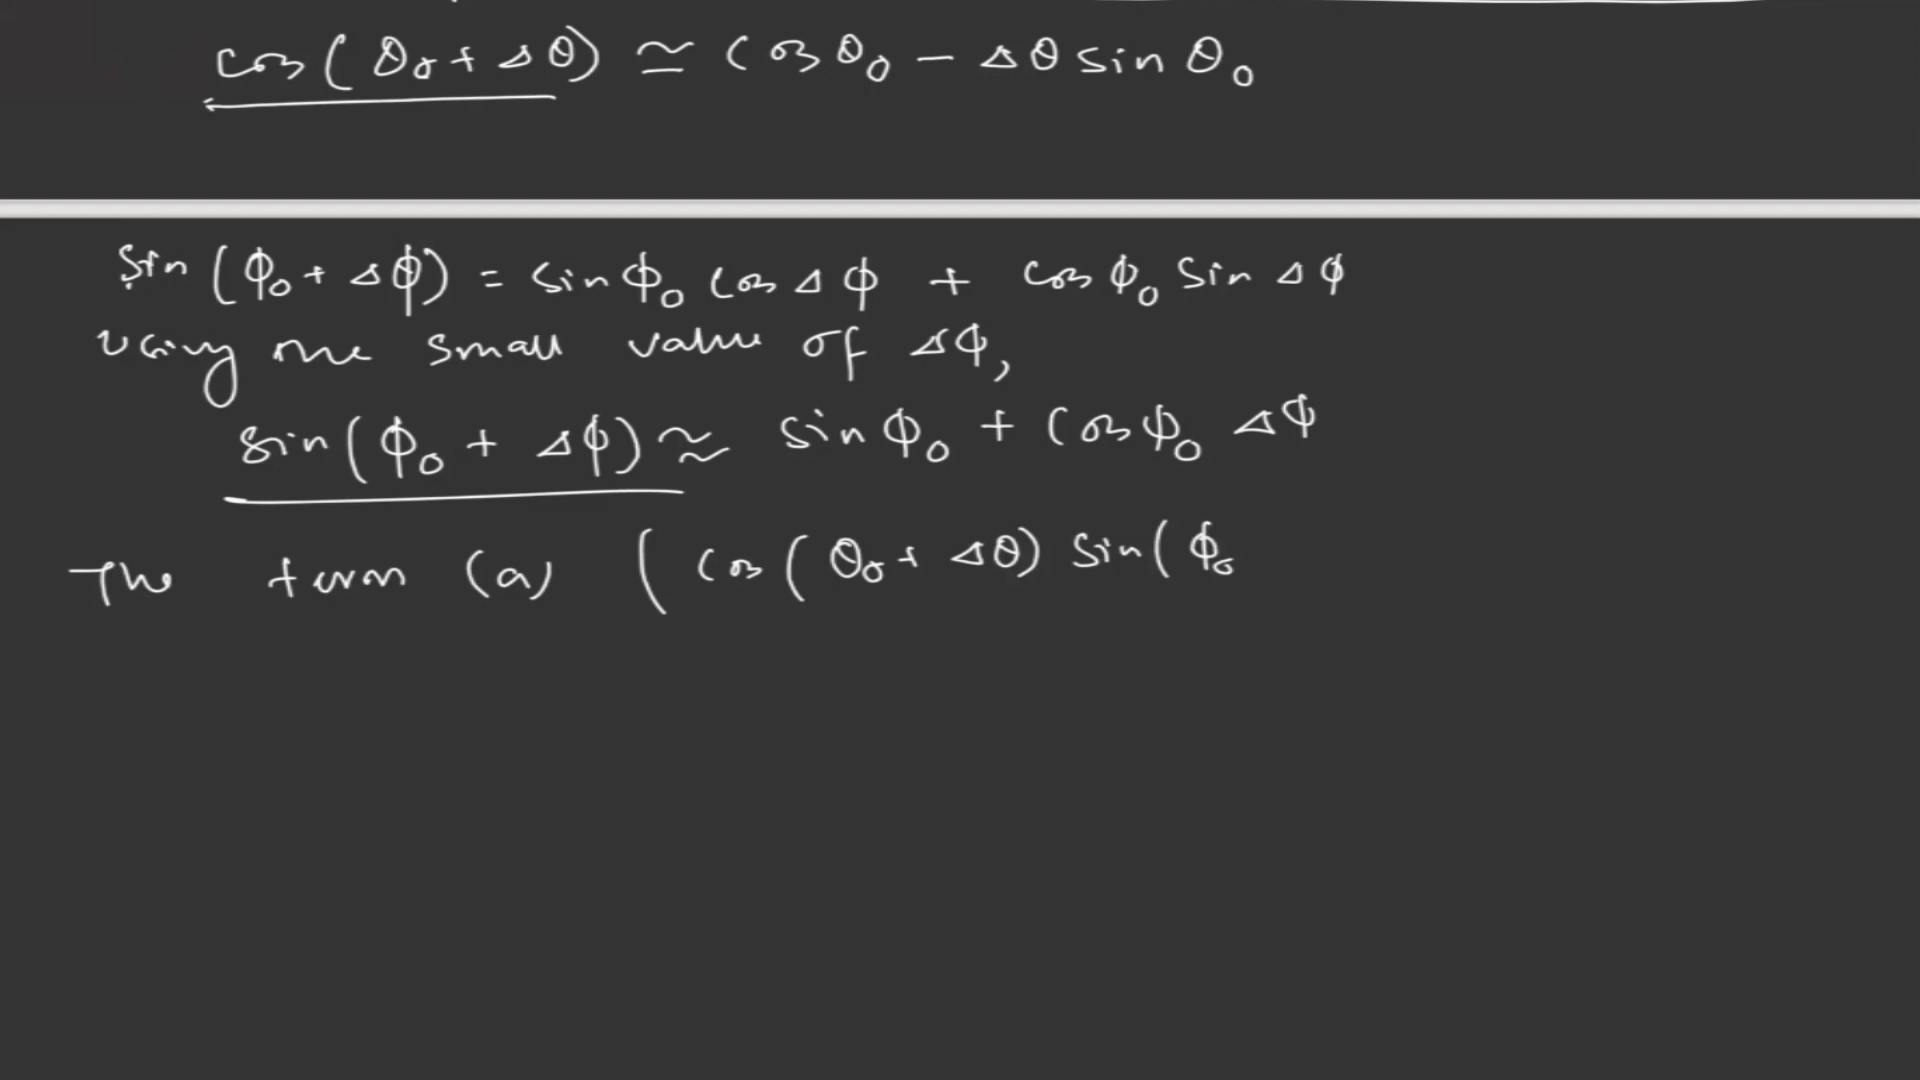 cos(θ₀ + Δθ) ≃ cos θ₀ - Δθ sin θ₀
sin(ϕ₀ + Δϕ) = sin ϕ₀ cos Δϕ + cos ϕ₀ sin Δϕ
using the small value of Δϕ,
sin(ϕ₀ + Δϕ) ≈ sin ϕ₀ + cos ϕ₀ Δϕ
The term (a) (cos(θ₀ + Δθ) sin(ϕ₀